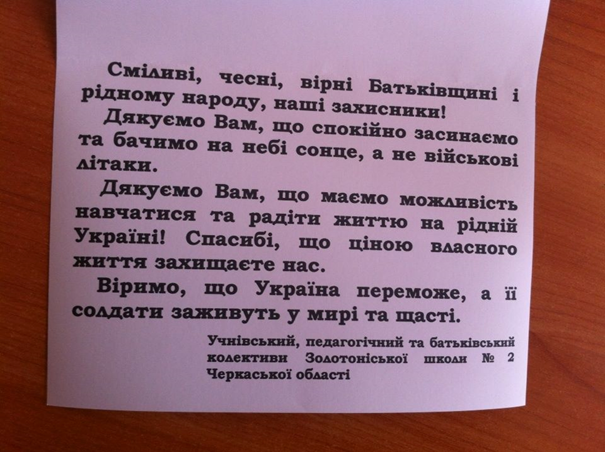 Сміливі, чесні, вірні Батьківщині і
рідному народу, наші захисники!
Дякуємо Вам, що спокійно засинаємо
та бачимо на небі сонце, а не військові
літаки.
Дякуємо Вам, що маємо можливість
навчатися та радіти життю на рідній
Україні! Спасибі, що ціною власного
життя захищаєте нас.
Віримо, що Україна переможе, а її
солдати заживуть у мирі та щасті.
Учнівський, педагогічний та батьківський
колективи Золотоніської школи № 2
Черкаської області